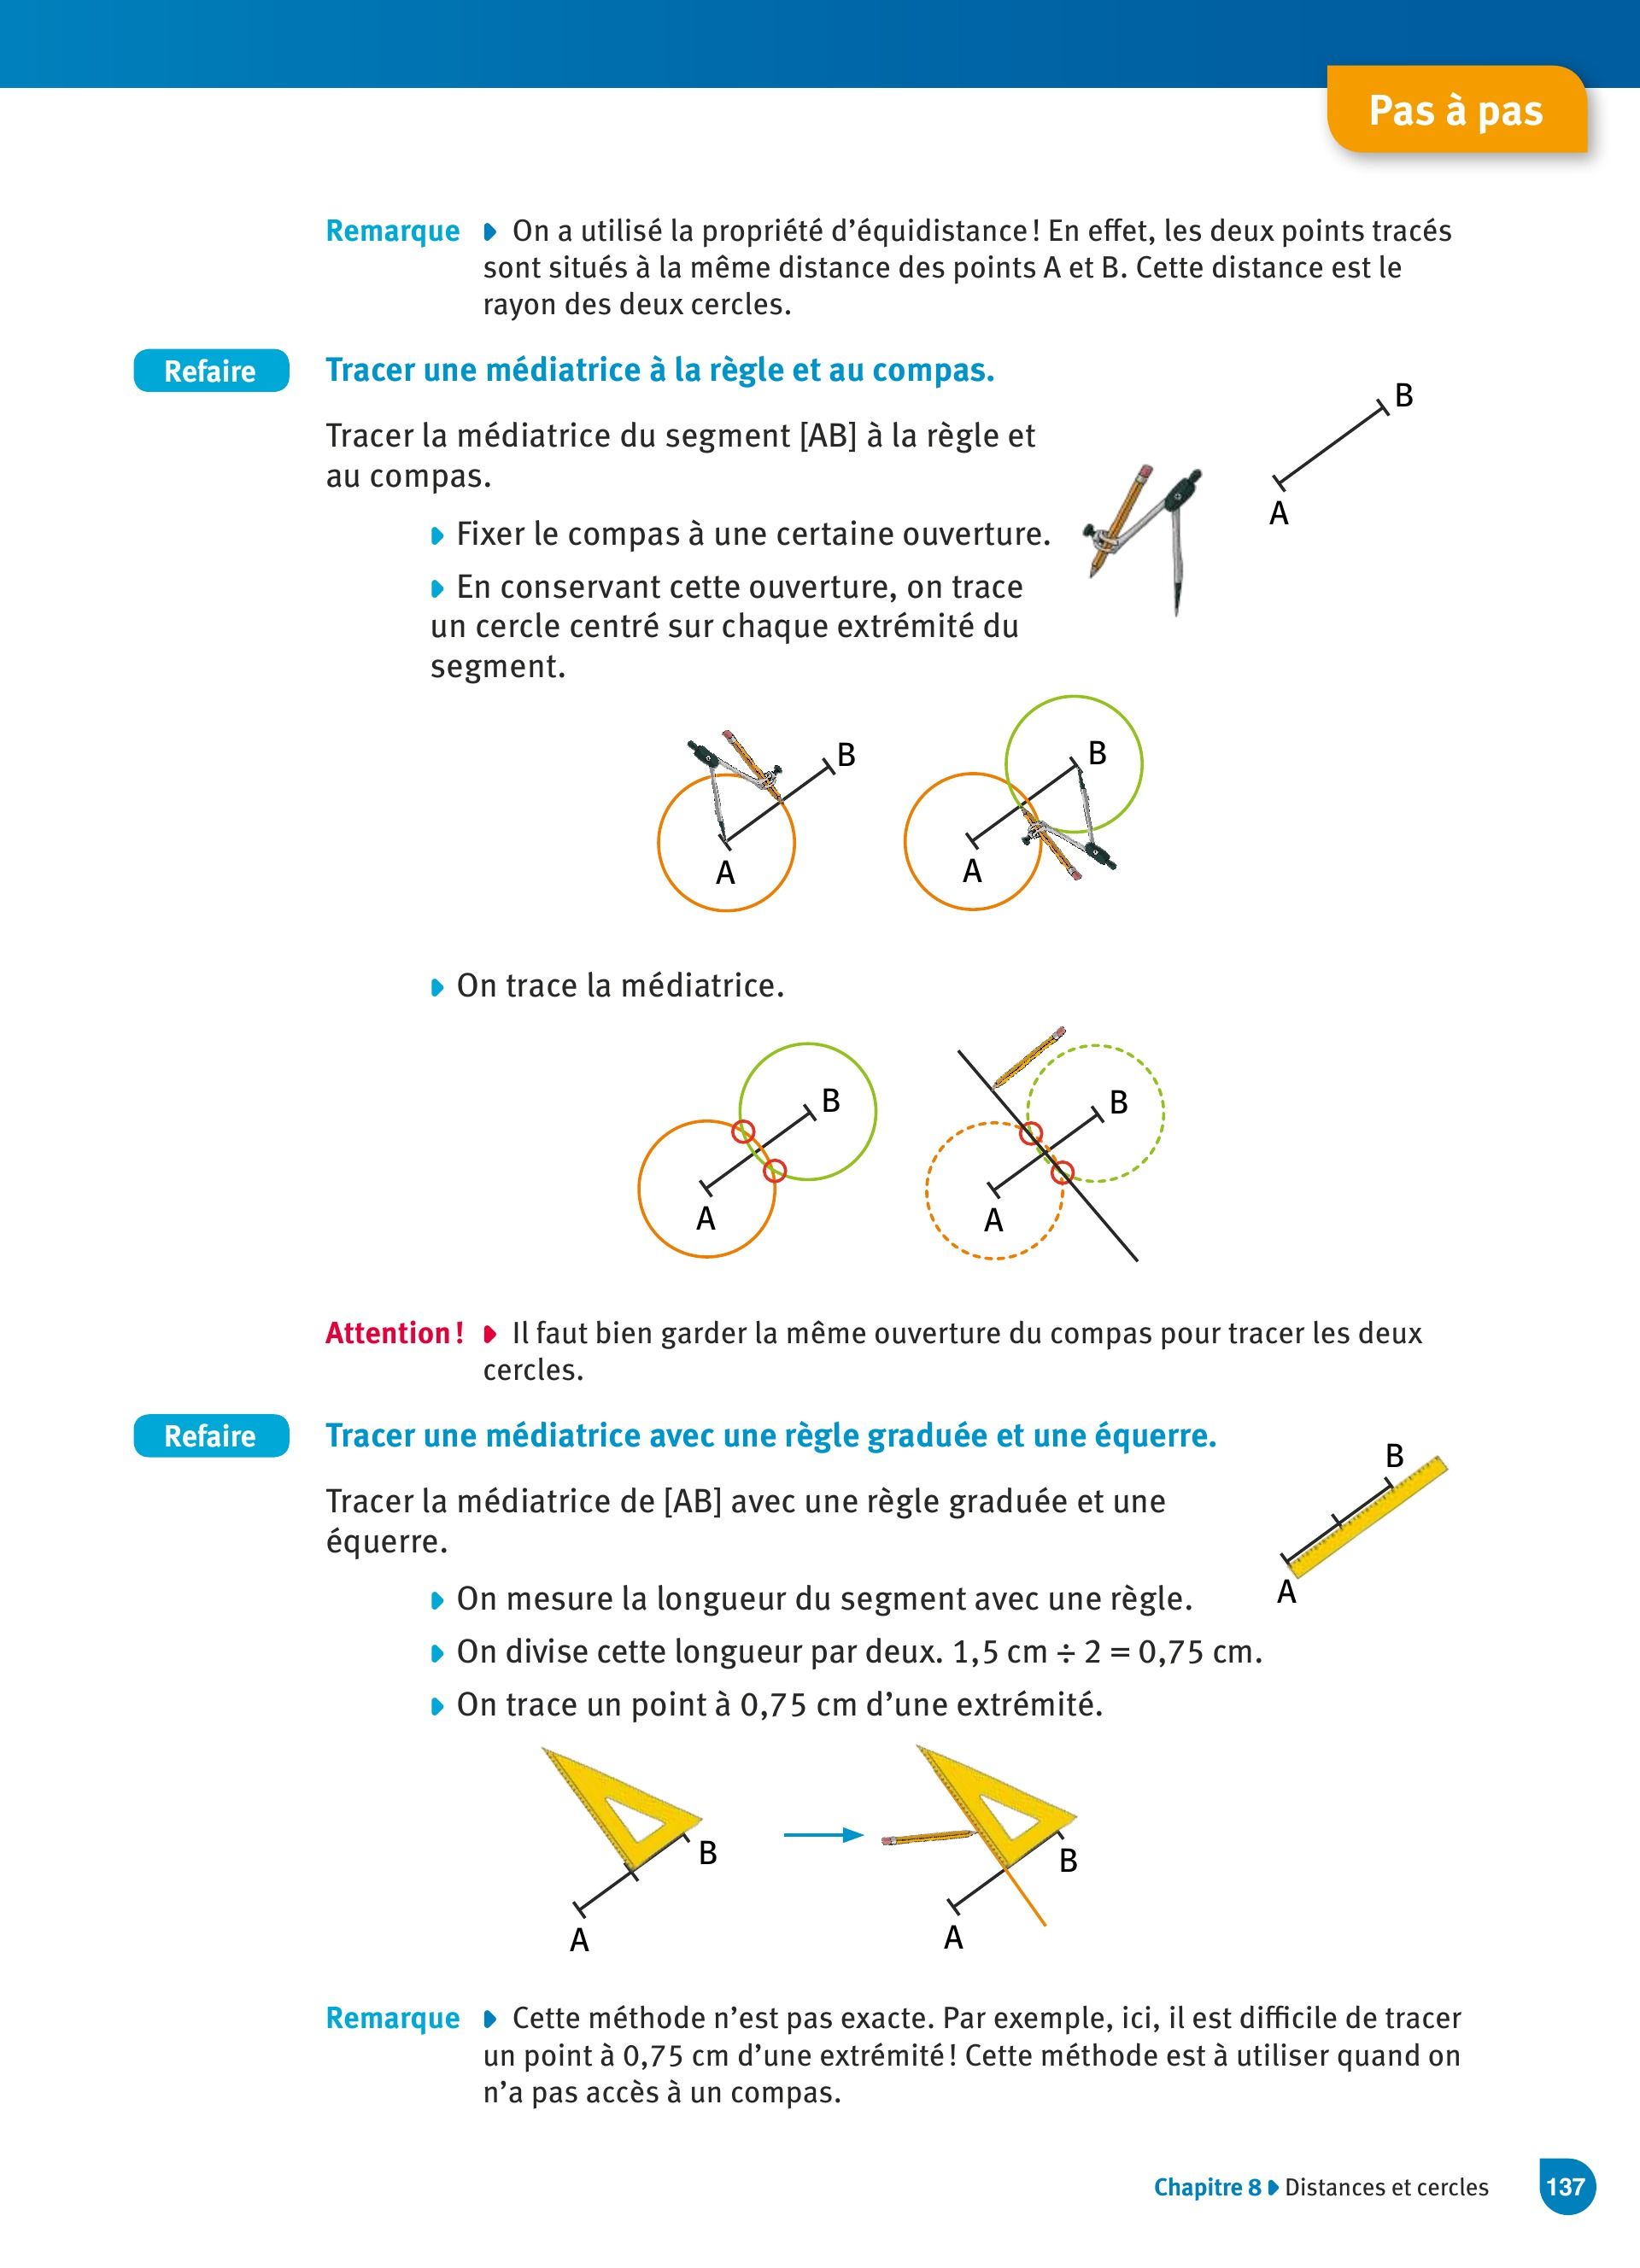 Pas à pas
Remarque ▶ On a utilisé la propriété d’équidistance ! En effet, les deux points tracés
sont situés à la même distance des points A et B. Cette distance est le
rayon des deux cercles.
Refaire
Tracer une médiatrice à la règle et au compas.
Tracer la médiatrice du segment [AB] à la règle et
au compas.
B
A
▶ Fixer le compas à une certaine ouverture.
▶ En conservant cette ouverture, on trace
un cercle centré sur chaque extrémité du
segment.
B
A
B
A
▶ On trace la médiatrice.
B
A
B
A
Attention ! ▶ Il faut bien garder la même ouverture du compas pour tracer les deux
cercles.
Refaire
Tracer une médiatrice avec une règle graduée et une équerre.
Tracer la médiatrice de [AB] avec une règle graduée et une
équerre.
B
A
▶ On mesure la longueur du segment avec une règle.
▶ On divise cette longueur par deux. 1,5 cm ÷ 2 = 0,75 cm.
▶ On trace un point à 0,75 cm d’une extrémité.
B
A
B
A
Remarque ▶ Cette méthode n’est pas exacte. Par exemple, ici, il est difficile de tracer
un point à 0,75 cm d’une extrémité ! Cette méthode est à utiliser quand on
n’a pas accès à un compas.
Chapitre 8 ▶ Distances et cercles 137